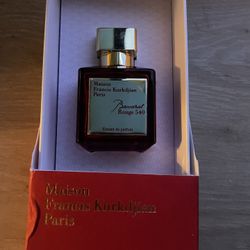 Maison
Francis Kurkdjian
Paris
Baccarat
Rouge 540
Extrait de parfum
Maison
Francis Kurkdjian
Paris